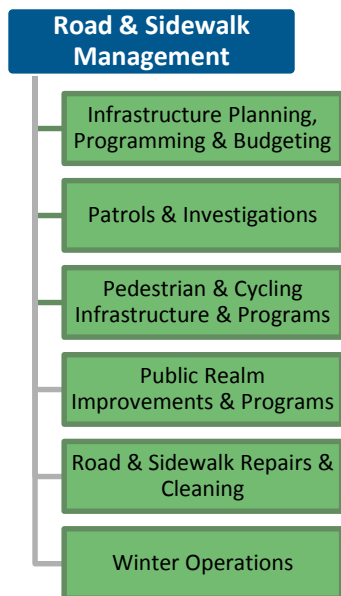 Road & Sidewalk
Management
Infrastructure Planning,
Programming & Budgeting
Patrols & Investigations
Pedestrian & Cycling
Infrastructure & Programs
Public Realm
Improvements & Programs
Road & Sidewalk Repairs &
Cleaning
Winter Operations